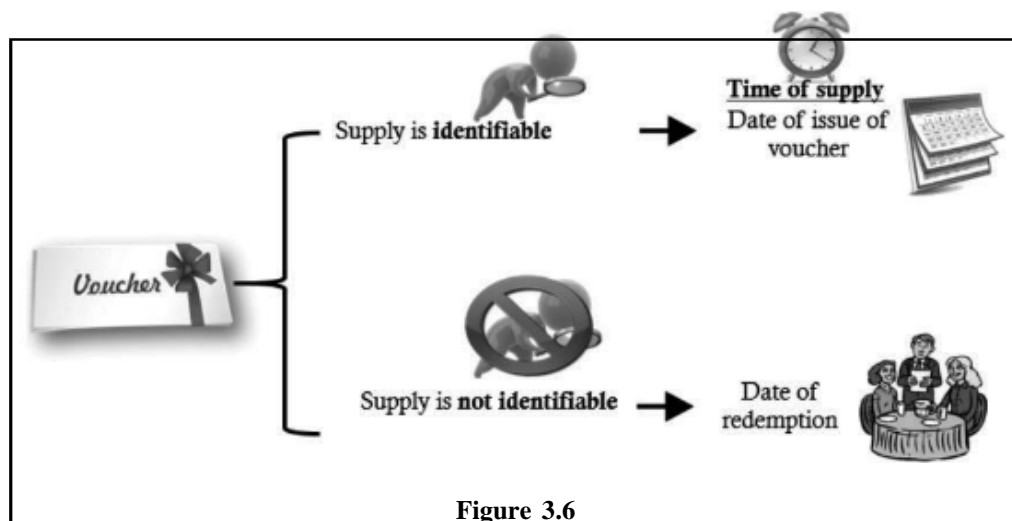 Time of supply
Supply is identifiable
Date of issue of
voucher
Voucher
Supply is not identifiable
Date of
redemption
Figure 3.6